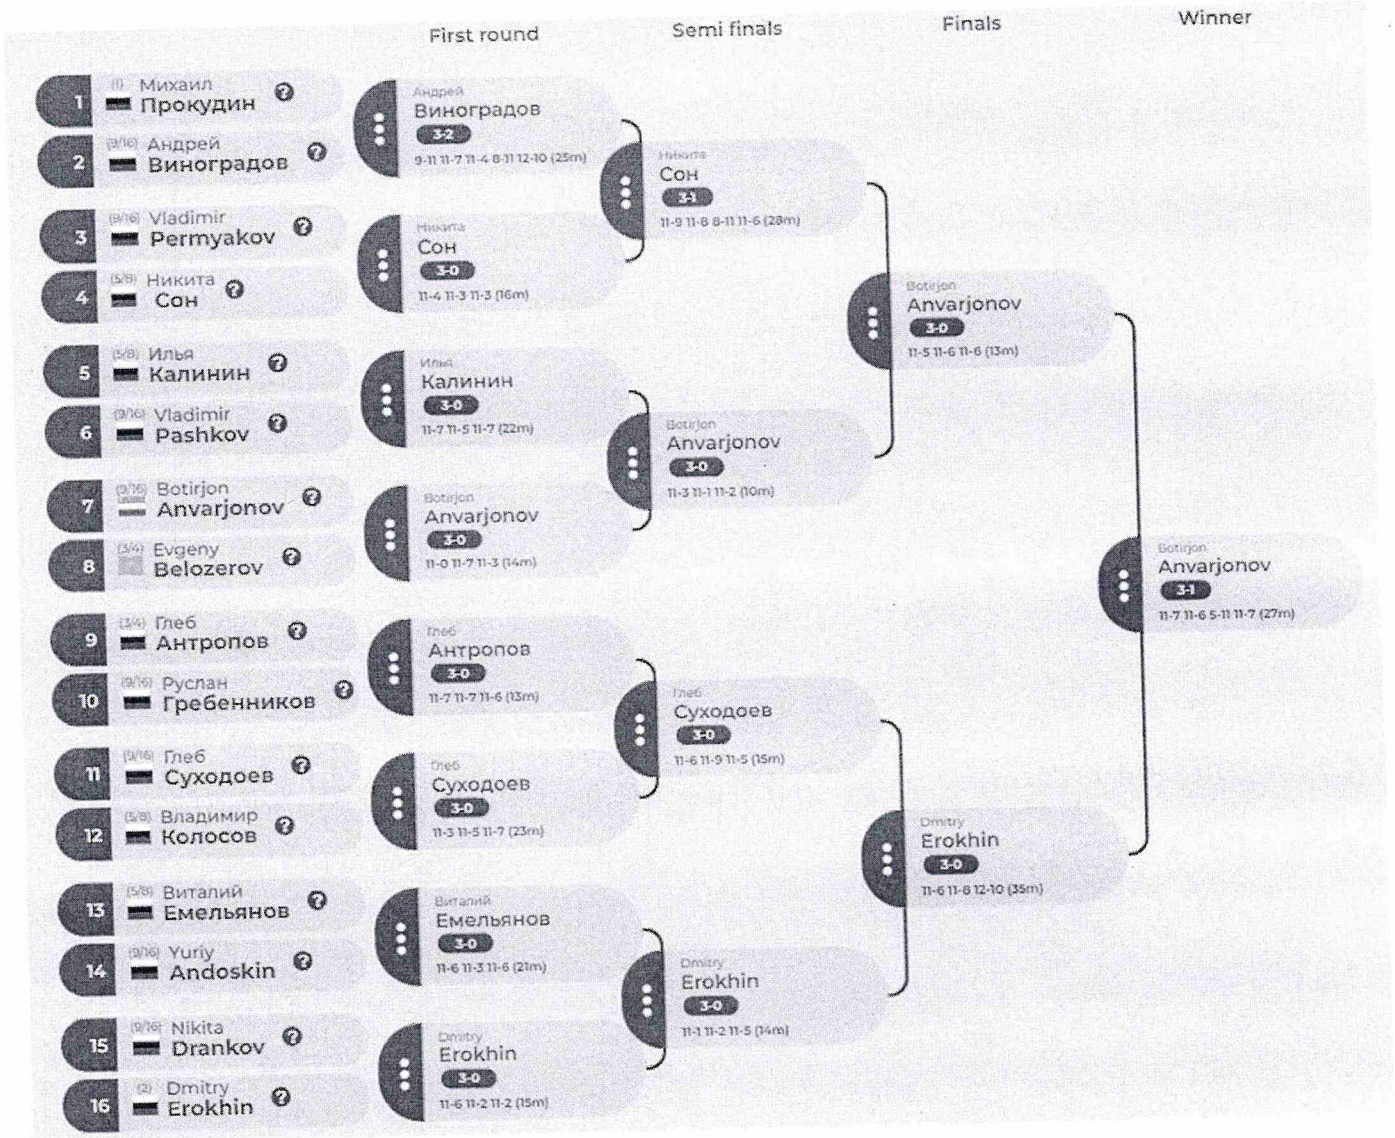 First round
Semi finals
Finals
Winner
1
(1) Михаил
Прокудин ?
2
(9/16) Андрей
Виноградов ?
3
(9/16) Vladimir
Permyakov ?
4
(5/8) Никита
Сон ?
5
(5/8) Илья
Калинин ?
6
(9/16) Vladimir
Pashkov ?
7
(9/16) Botirjon
Anvarjonov ?
8
(3/4) Evgeny
Belozerov ?
9
(3/4) Глеб
Антропов ?
10
(9/16) Руслан
Гребенников ?
11
(9/16) Глеб
Суходоев ?
12
(5/8) Владимир
Колосов ?
13
(5/8) Виталий
Емельянов ?
14
(9/16) Yuriy
Andoskin ?
15
(9/16) Nikita
Drankov ?
16
(2) Dmitry
Erokhin ?
Андрей
Виноградов
3-2
9-11 11-7 11-4 8-11 12-10 (25m)
Никита
Сон
3-0
11-4 11-3 11-3 (16m)
Илья
Калинин
3-0
11-7 11-5 11-7 (22m)
Botirjon
Anvarjonov
3-0
11-0 11-7 11-3 (14m)
Глеб
Антропов
3-0
11-7 11-7 11-6 (13m)
Глеб
Суходоев
3-0
11-3 11-5 11-7 (23m)
Виталий
Емельянов
3-0
11-6 11-3 11-6 (21m)
Dmitry
Erokhin
3-0
11-6 11-2 11-2 (15m)
Никита
Сон
3-1
11-9 11-8 8-11 11-6 (28m)
Botirjon
Anvarjonov
3-0
11-3 11-1 11-2 (10m)
Глеб
Суходоев
3-0
11-6 11-9 11-5 (15m)
Dmitry
Erokhin
3-0
11-1 11-2 11-5 (14m)
Botirjon
Anvarjonov
3-0
11-5 11-6 11-6 (13m)
Dmitry
Erokhin
3-0
11-6 11-8 12-10 (35m)
Botirjon
Anvarjonov
3-1
11-7 11-6 5-11 11-7 (27m)